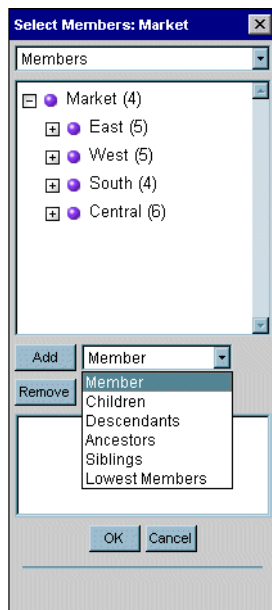 Select Members: Market
Members
Market (4)
East (5)
West (5)
South (4)
Central (6)
Add Member
Remove
Member
Children
Descendants
Ancestors
Siblings
Lowest Members
OK Cancel